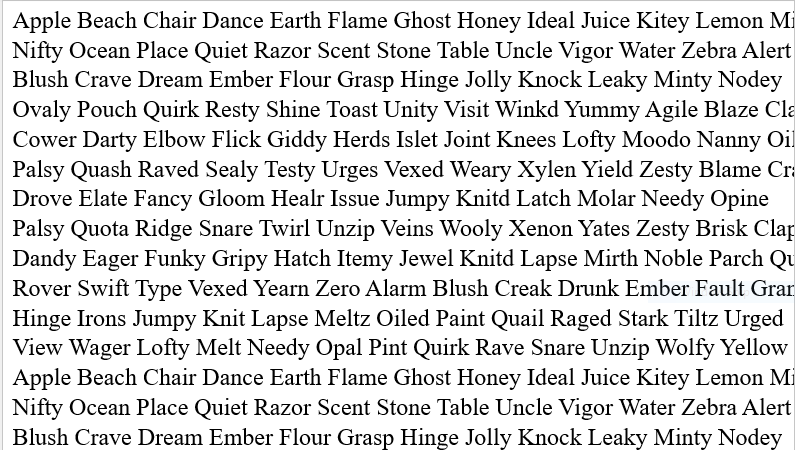 Apple Beach Chair Dance Earth Flame Ghost Honey Ideal Juice Kitey Lemon
Nifty Ocean Place Quiet Razor Scent Stone Table Uncle Vigor Water Zebra Alert
Blush Crave Dream Ember Flour Grasp Hinge Jolly Knock Leaky Minty Nodey
Ovaly Pouch Quirk Resty Shine Toast Unity Visit Winkd Yummy Agile Blaze
Cower Darty Elbow Flick Giddy Herds Islet Joint Knees Lofty Moodo Nanny
Palsy Quash Raved Sealy Testy Urges Vexed Weary Xylen Yield Zesty Blame
Drove Elate Fancy Gloom Healr Issue Jumpy Knitd Latch Molar Needy Opine
Palsy Quota Ridge Snare Twirl Unzip Veins Wooly Xenon Yates Zesty Brisk Clap
Dandy Eager Funky Gripy Hatch Itemy Jewel Knitd Lapse Mirth Noble Parch
Rover Swift Type Vexed Yearn Zero Alarm Blush Creak Drunk Ember Fault
Hinge Irons Jumpy Knit Lapse Meltz Oiled Paint Quail Raged Stark Tiltz Urged
View Wager Lofty Melt Needy Opal Pint Quirk Rave Snare Unzip Wolfy Yellow
Apple Beach Chair Dance Earth Flame Ghost Honey Ideal Juice Kitey Lemon
Nifty Ocean Place Quiet Razor Scent Stone Table Uncle Vigor Water Zebra Alert
Blush Crave Dream Ember Flour Grasp Hinge Jolly Knock Leaky Minty Nodey